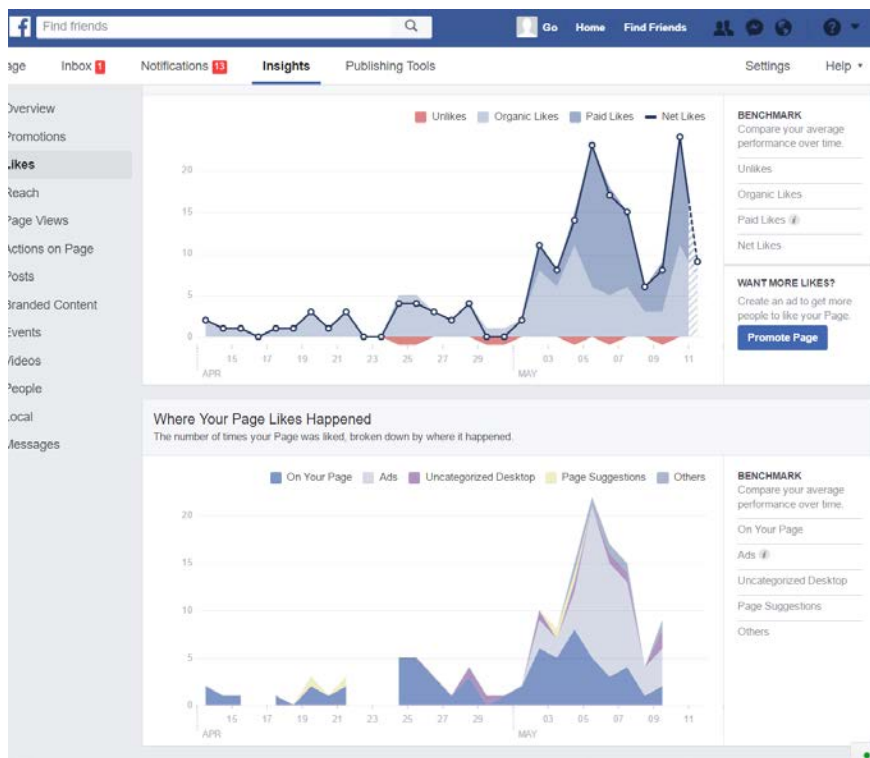 f Find friends Go Home Find Friends ?
age Inbox 1 Notifications 13 Insights Publishing Tools Settings Help
Overview
Promotions
Likes
Reach
Page Views
Actions on Page
Posts
Branded Content
Events
Videos
People
Local
Messages
Unlikes Organic Likes Paid Likes Net Likes
20
15
10
5
0
15 17 19 21 23 25 27 29 03 05 07 09 11
APR MAY
BENCHMARK
Compare your average
performance over time.
Unlikes
Organic Likes
Paid Likes i
Net Likes
WANT MORE LIKES?
Create an ad to get more
people to like your Page.
Promote Page
Where Your Page Likes Happened
The number of times your Page was liked, broken down by where it happened.
On Your Page Ads Uncategorized Desktop Page Suggestions Others
20
15
10
5
0
15 17 19 21 23 25 27 29 03 05 07 09 11
APR MAY
BENCHMARK
Compare your average
performance over time.
On Your Page
Ads i
Uncategorized Desktop
Page Suggestions
Others